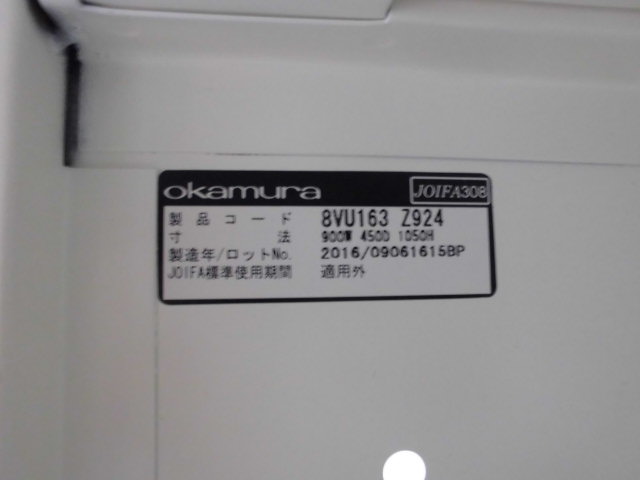 okamura JOIFA308
製品コード 8VU163 Z924
寸法 900W 450D 1050H
製造年/ロットNo. 2016/09061615BP
JOIFA標準使用期間 適用外